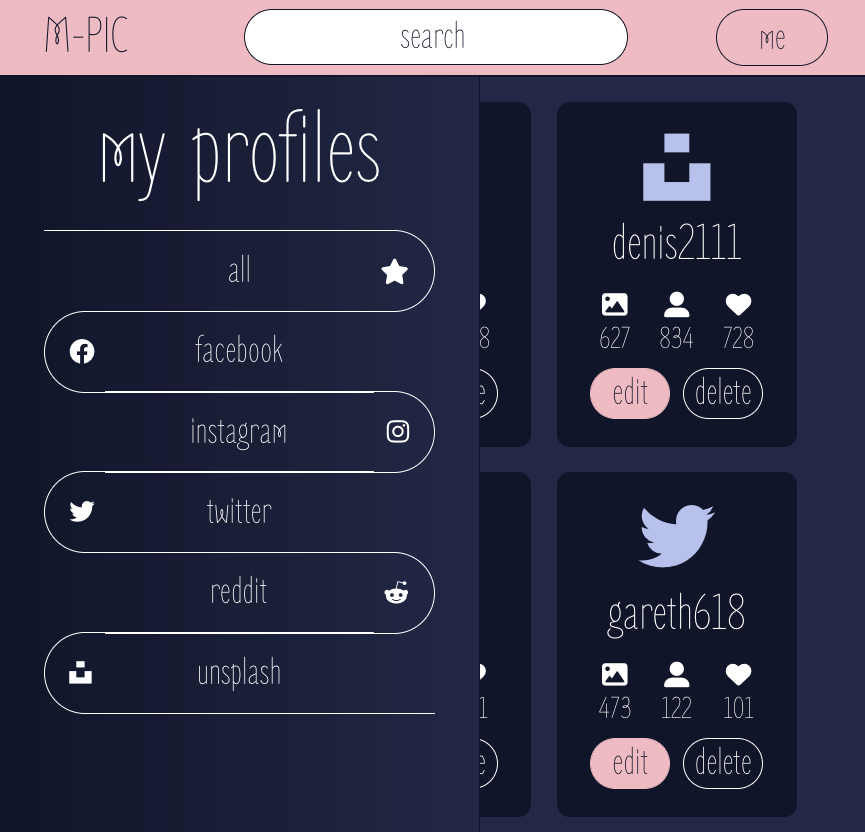 M-PIC
search
me
my profiles
all
facebook
instagram
twitter
reddit
unsplash
8
e
denis2111
627 834 728
edit delete
1
e
gareth618
473 122 101
edit delete